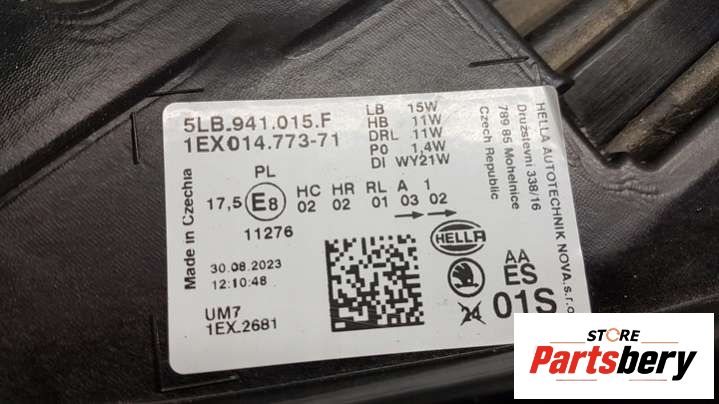 5LB.941.015.F
1EX014.773-71
LB 15W
HB 11W
DRL 11W
PO 1,4W
DI WY21W
HELLA AUTOTECHNIK NOVA,s.r.o
Družstevní 338/16
789 85 Mohelnice
Czech Republic
Made in Czechia
PL
HC HR RL A 1
17,5 E8 02 02 01 03 02
11276
HELLA
30.08.2023
12:10:48
AA
ES
24 01S
UM7
1EX.2681
STORE
Partsbery